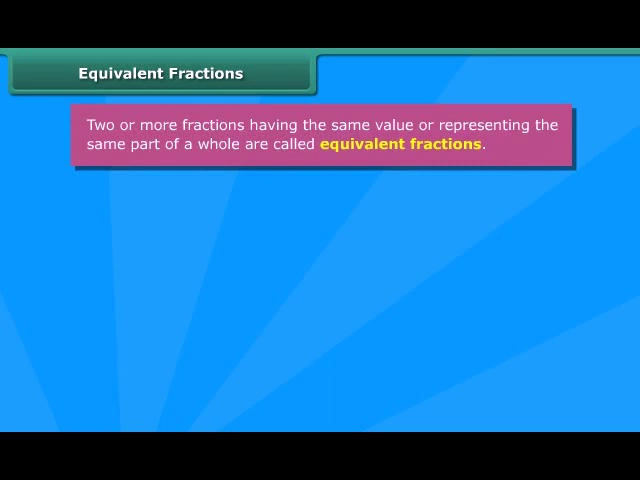 Equivalent Fractions
Two or more fractions having the same value or representing the
same part of a whole are called equivalent fractions.